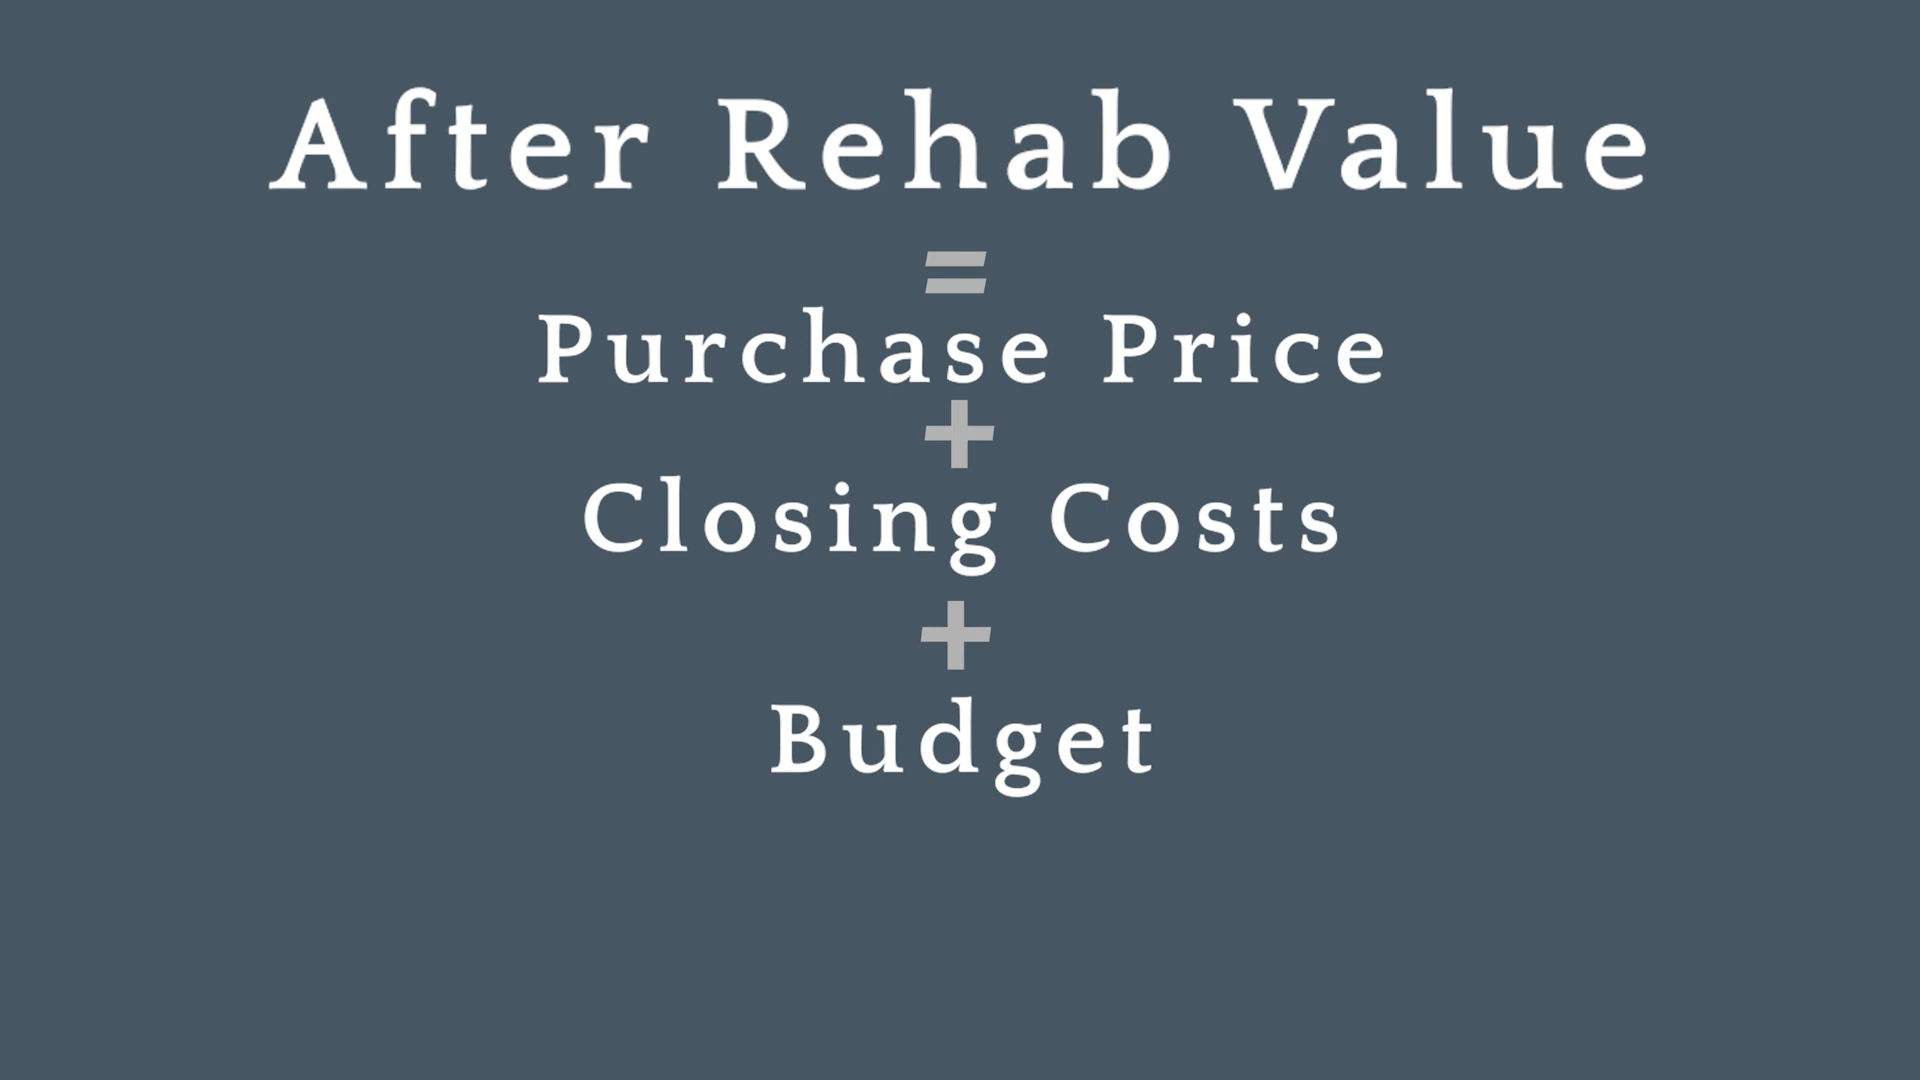 After Rehab Value
=
Purchase Price
+
Closing Costs
+
Budget